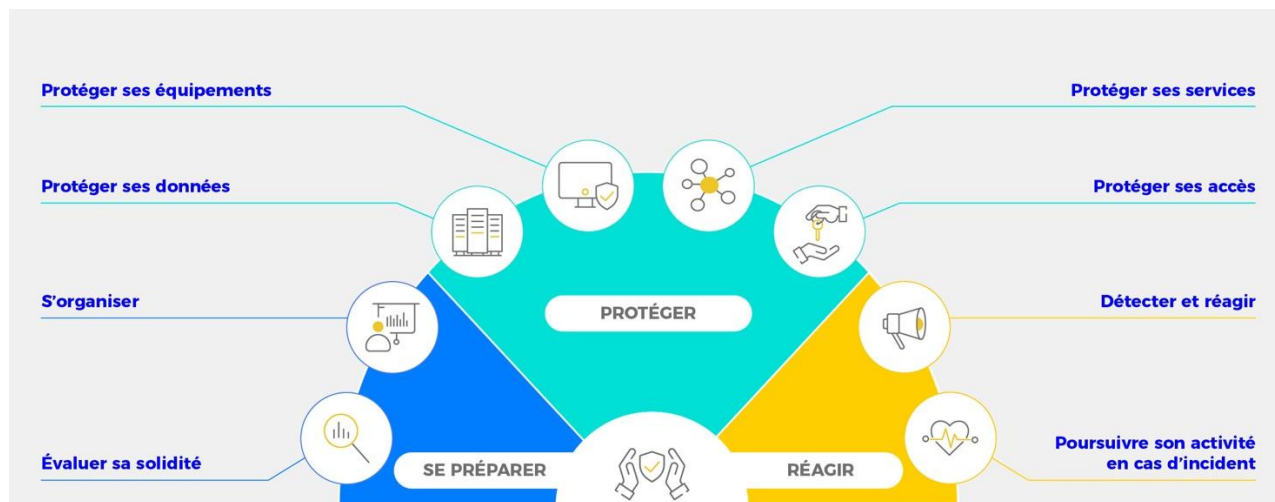 Protéger ses équipements
Protéger ses services
Protéger ses données
Protéger ses accès
S’organiser
PROTÉGER
Détecter et réagir
Évaluer sa solidité
SE PRÉPARER
RÉAGIR
Poursuivre son activité
en cas d’incident